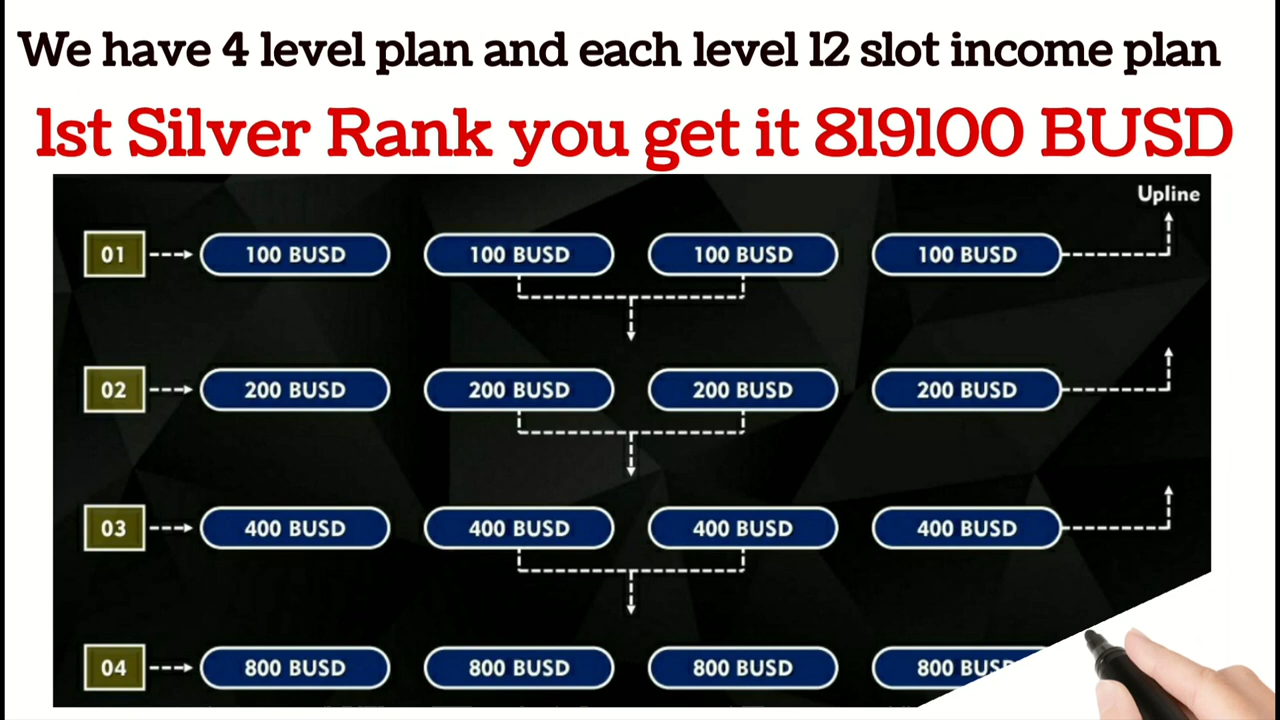 We have 4 level plan and each level 12 slot income plan
1st Silver Rank you get it 819100 BUSD
Upline
01 100 BUSD 100 BUSD 100 BUSD 100 BUSD
02 200 BUSD 200 BUSD 200 BUSD 200 BUSD
03 400 BUSD 400 BUSD 400 BUSD 400 BUSD
04 800 BUSD 800 BUSD 800 BUSD 800 BUSD